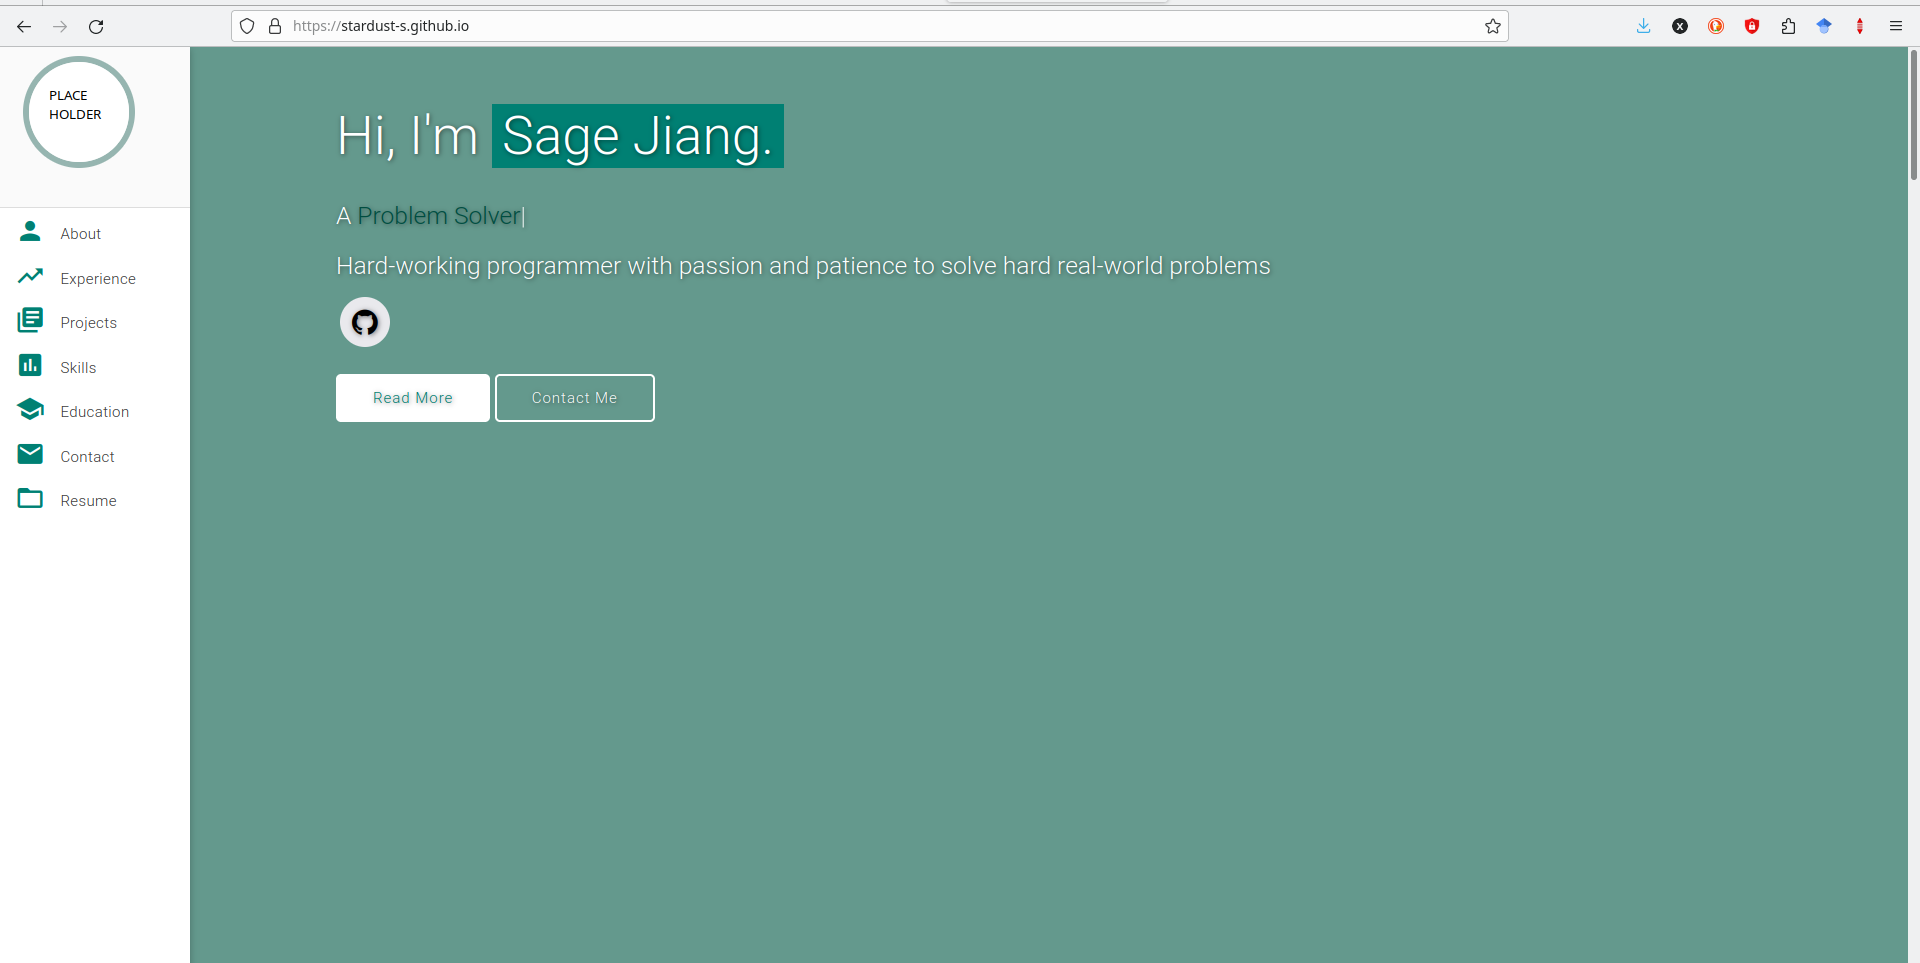 https://stardust-s.github.io
PLACE
HOLDER
About
Experience
Projects
Skills
Education
Contact
Resume
Hi, I'm Sage Jiang.
A Problem Solver|
Hard-working programmer with passion and patience to solve hard real-world problems
Read More
Contact Me